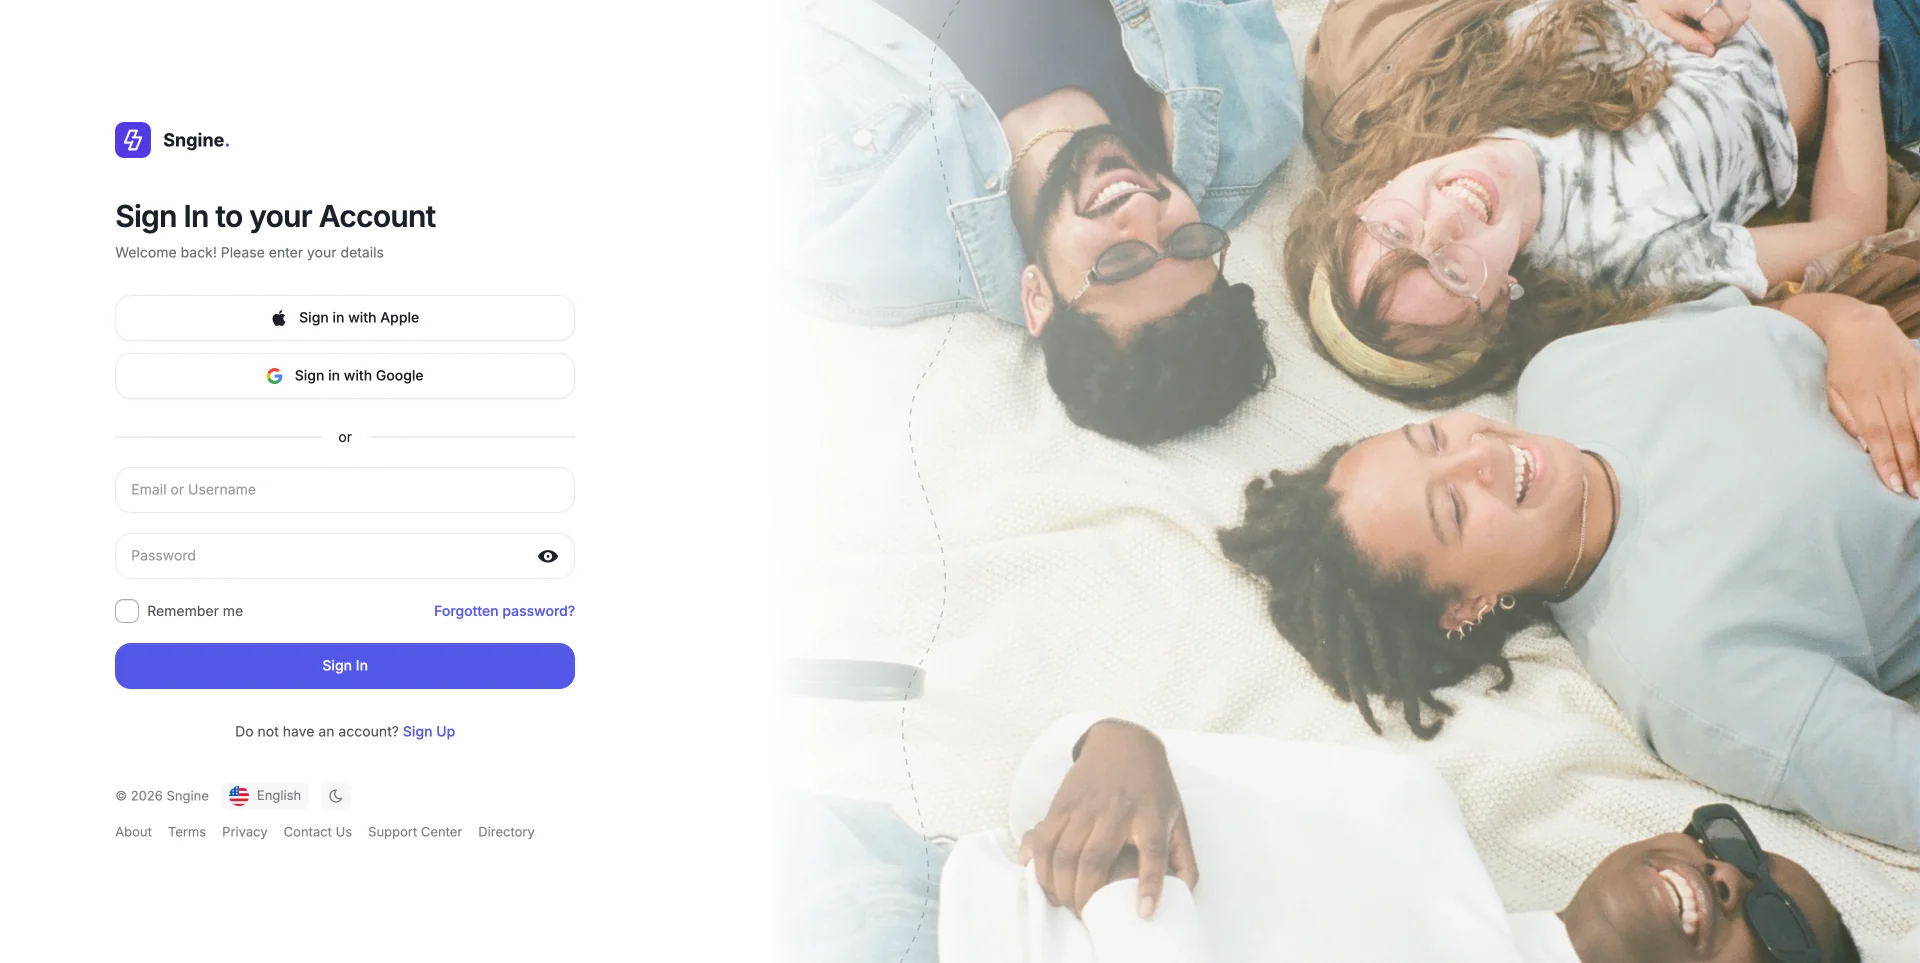 Sngine.
Sign In to your Account
Welcome back! Please enter your details
Sign in with Apple
Sign in with Google
or
Email or Username
Password
Remember me
Forgotten password?
Sign In
Do not have an account? Sign Up
© 2026 Sngine English
About Terms Privacy Contact Us Support Center Directory